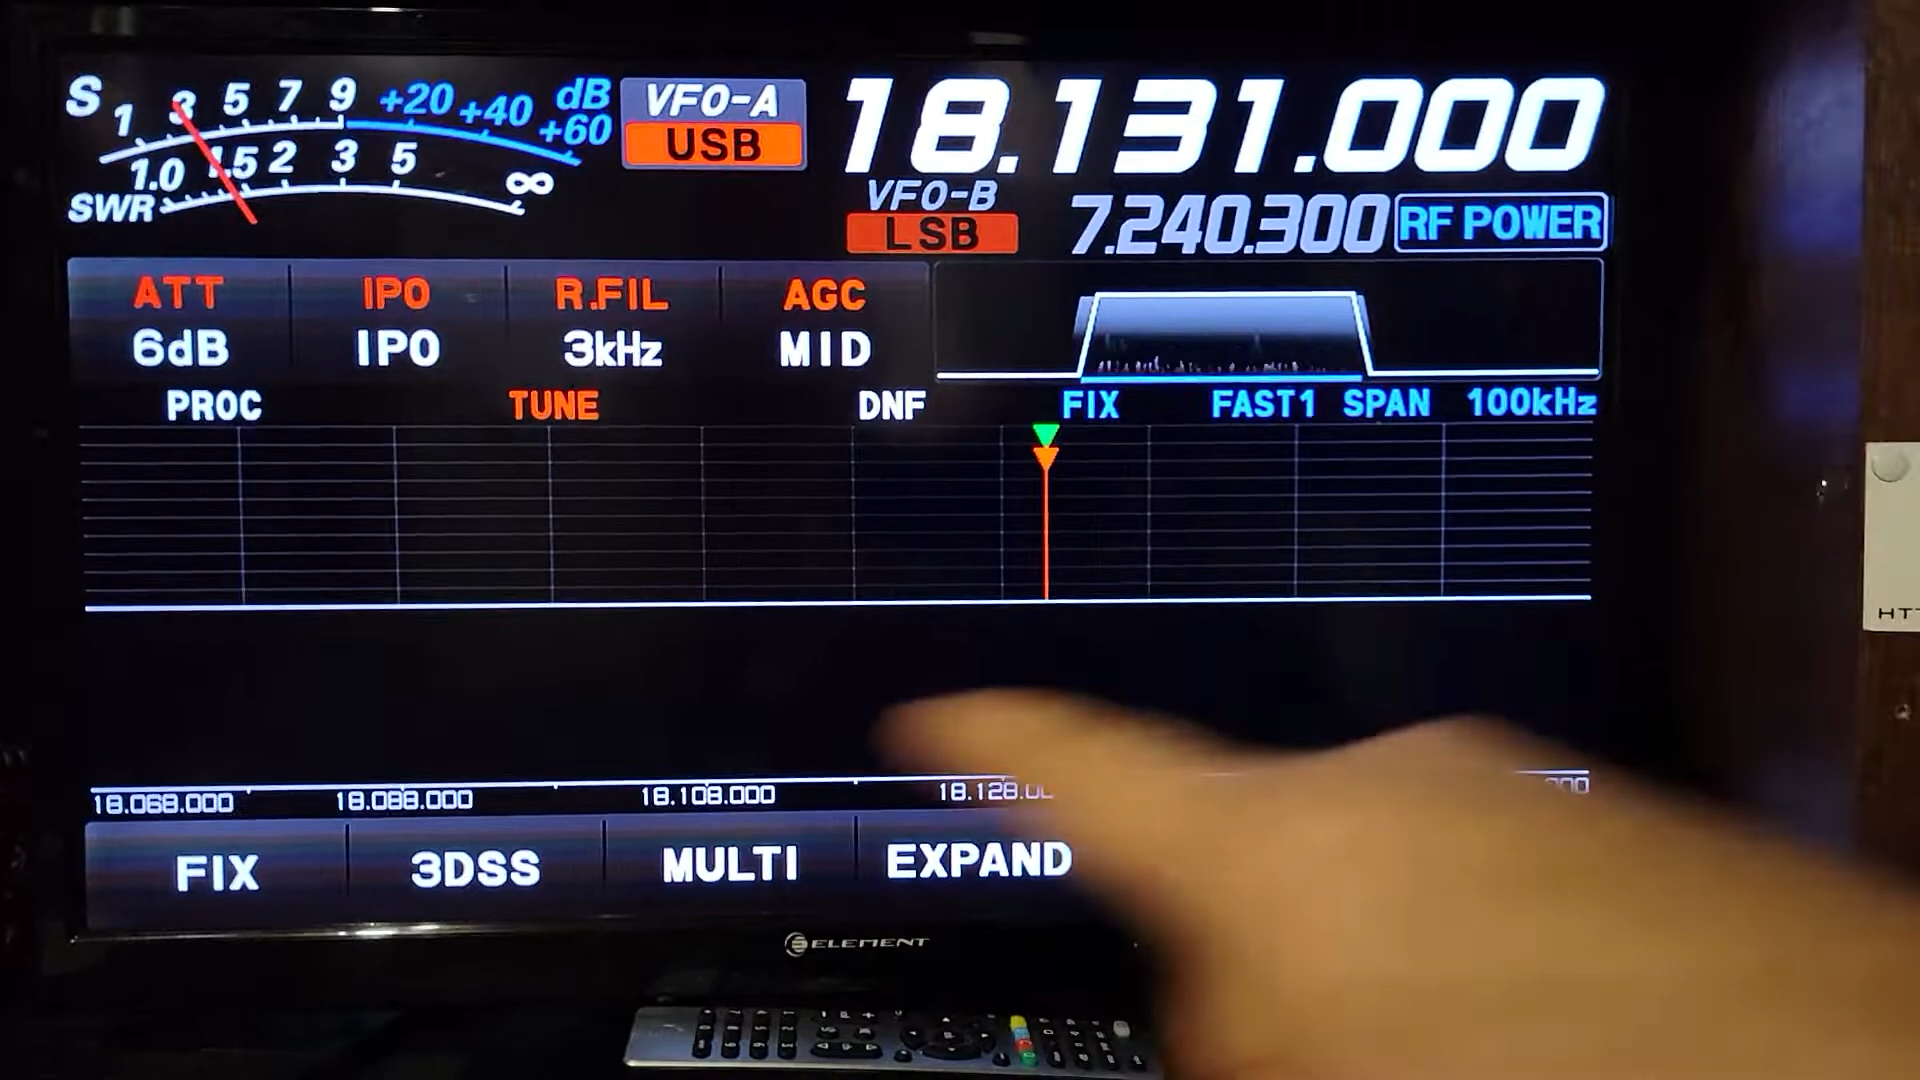 S 1 3 5 7 9 +20 +40 +60 dB
SWR 1.0 1.5 2 3 5 ∞
VFO-A
USB
18.131.000
VFO-B
LSB
7.240.300
RF POWER
ATT IPO R.FIL AGC
6dB IPO 3kHz MID
PROC TUNE DNF FIX FAST1 SPAN 100kHz
18.068.000 18.088.000 18.108.000
FIX 3DSS MULTI EXPAND
ELEMENT